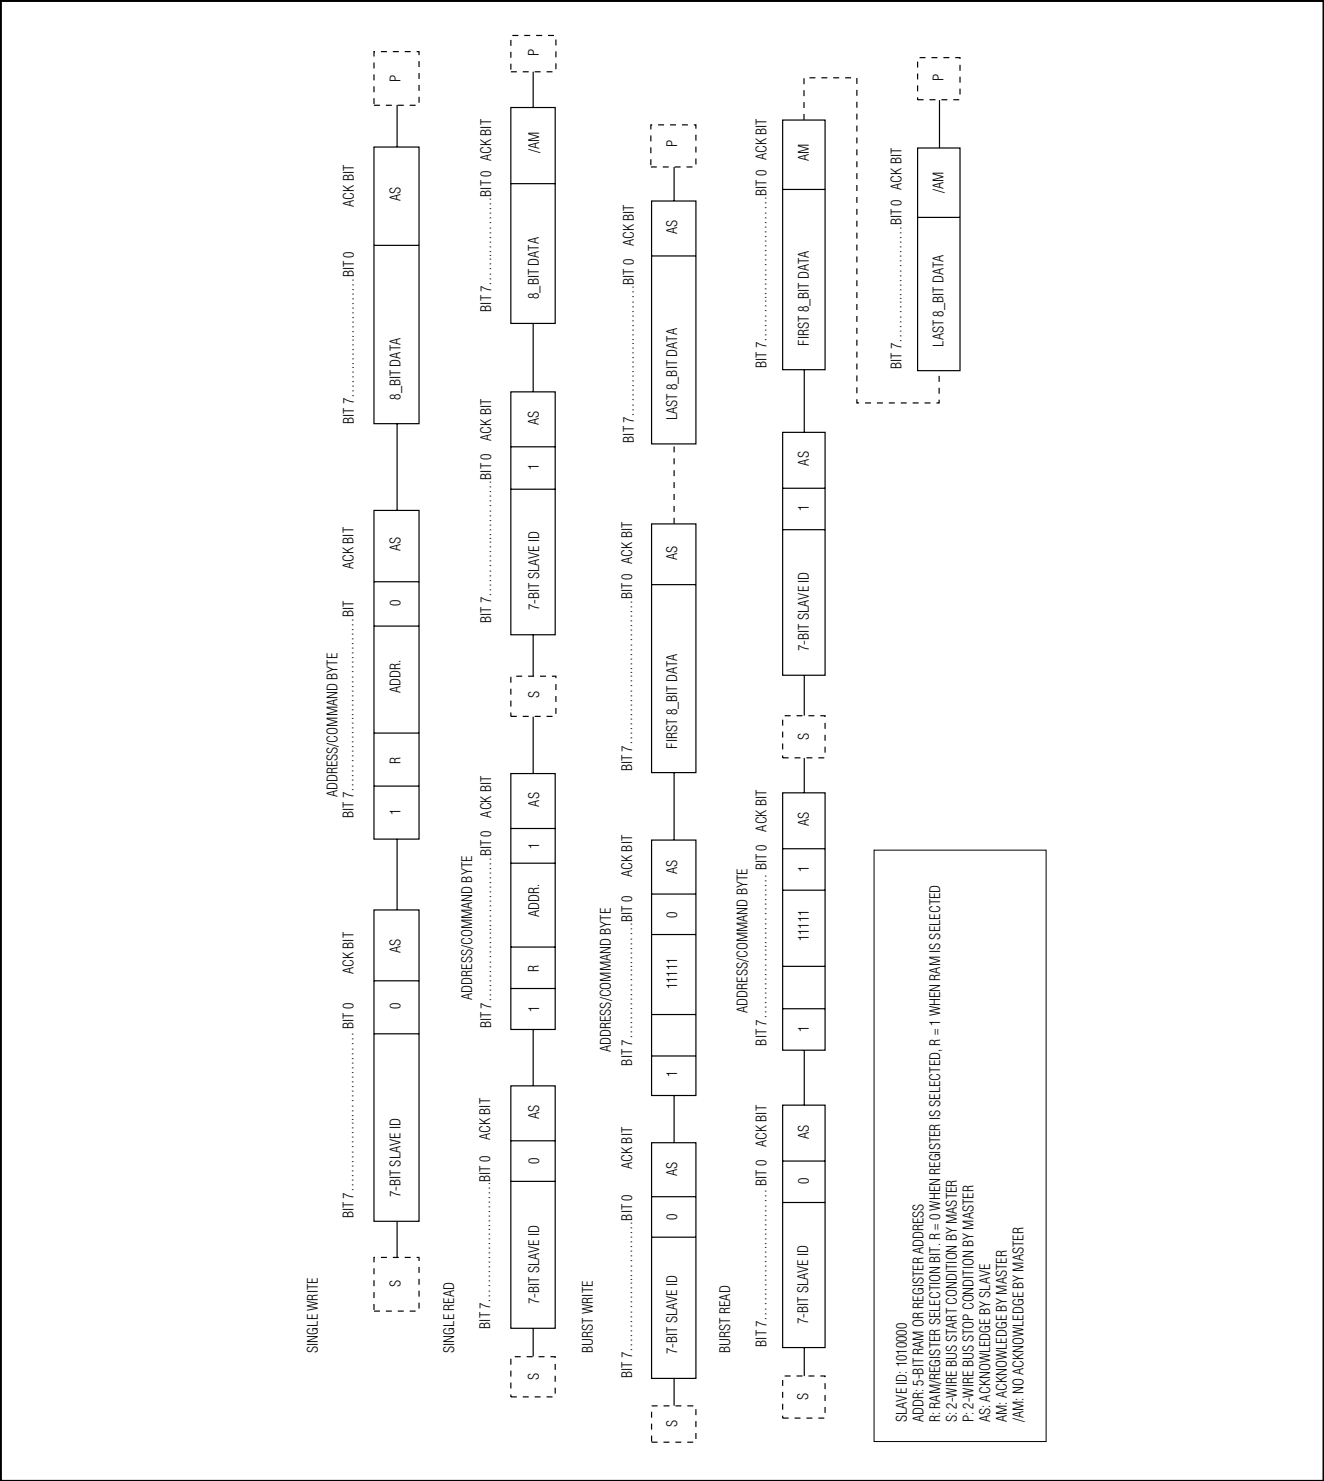 SINGLE WRITE
ADDRESS/COMMAND BYTE
BIT 7 BIT 0 ACK BIT BIT 7 BIT ACK BIT BIT 7 BIT 0 ACK BIT
S 7-BIT SLAVE ID 0 AS 1 R ADDR. 0 AS 8_BIT DATA AS P
SINGLE READ
ADDRESS/COMMAND BYTE
BIT 7 BIT 0 ACK BIT BIT 7 BIT 0 ACK BIT BIT 7 BIT 0 ACK BIT BIT 7 BIT 0 ACK BIT
S 7-BIT SLAVE ID 0 AS 1 R ADDR. 1 AS S 7-BIT SLAVE ID 1 AS 8_BIT DATA /AM P
BURST WRITE
ADDRESS/COMMAND BYTE
BIT 7 BIT 0 ACK BIT BIT 7 BIT 0 ACK BIT BIT 7 BIT 0 ACK BIT BIT 7 BIT 0 ACK BIT
S 7-BIT SLAVE ID 0 AS 1 11111 0 AS FIRST 8_BIT DATA AS LAST 8_BIT DATA AS P
BURST READ
ADDRESS/COMMAND BYTE
BIT 7 BIT 0 ACK BIT BIT 7 BIT 0 ACK BIT BIT 7 BIT 0 ACK BIT
S 7-BIT SLAVE ID 0 AS 1 11111 1 AS S 7-BIT SLAVE ID 1 AS FIRST 8_BIT DATA AM
BIT 7 BIT 0 ACK BIT
LAST 8_BIT DATA /AM P
SLAVE ID: 1010000
ADDR: 5-BIT RAM OR REGISTER ADDRESS
R: RAM/REGISTER SELECTION BIT. R = 0 WHEN REGISTER IS SELECTED, R = 1 WHEN RAM IS SELECTED
S: 2-WIRE BUS START CONDITION BY MASTER
P: 2-WIRE BUS STOP CONDITION BY MASTER
AS: ACKNOWLEDGE BY SLAVE
AM: ACKNOWLEDGE BY MASTER
/AM: NO ACKNOWLEDGE BY MASTER